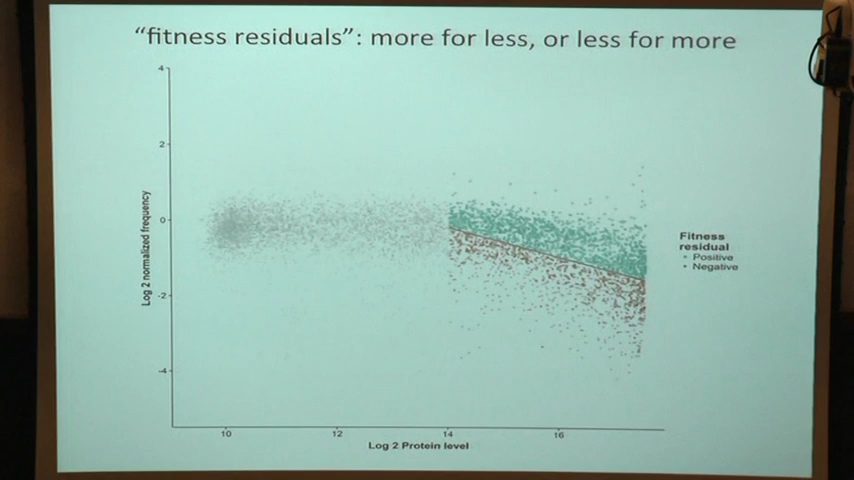 “fitness residuals”: more for less, or less for more
4
2
0
-2
-4
Log 2 normalized frequency
10
12
14
16
Log 2 Protein level
Fitness
residual
Positive
Negative